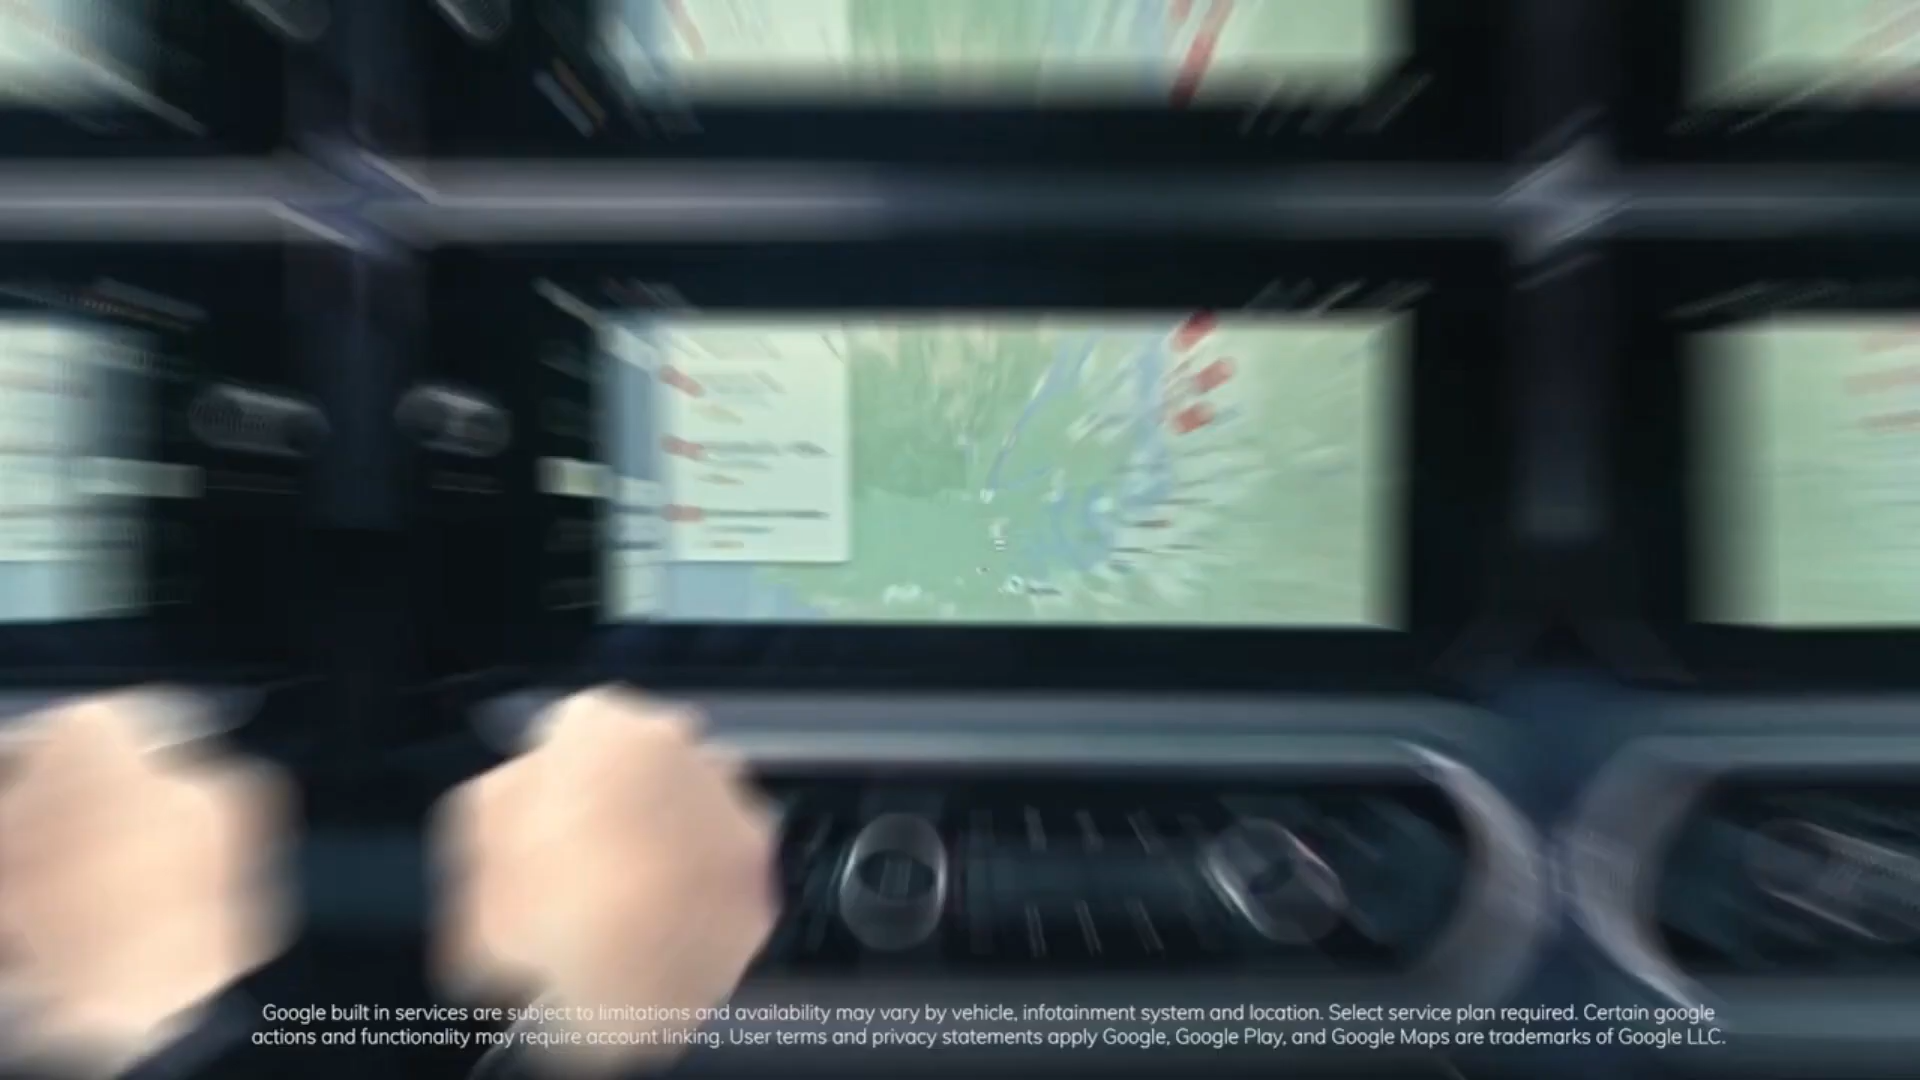 Google built in services are subject to limitations and availability may vary by vehicle, infotainment system and location. Select service plan required. Certain google
actions and functionality may require account linking. User terms and privacy statements apply Google, Google Play, and Google Maps are trademarks of Google LLC.